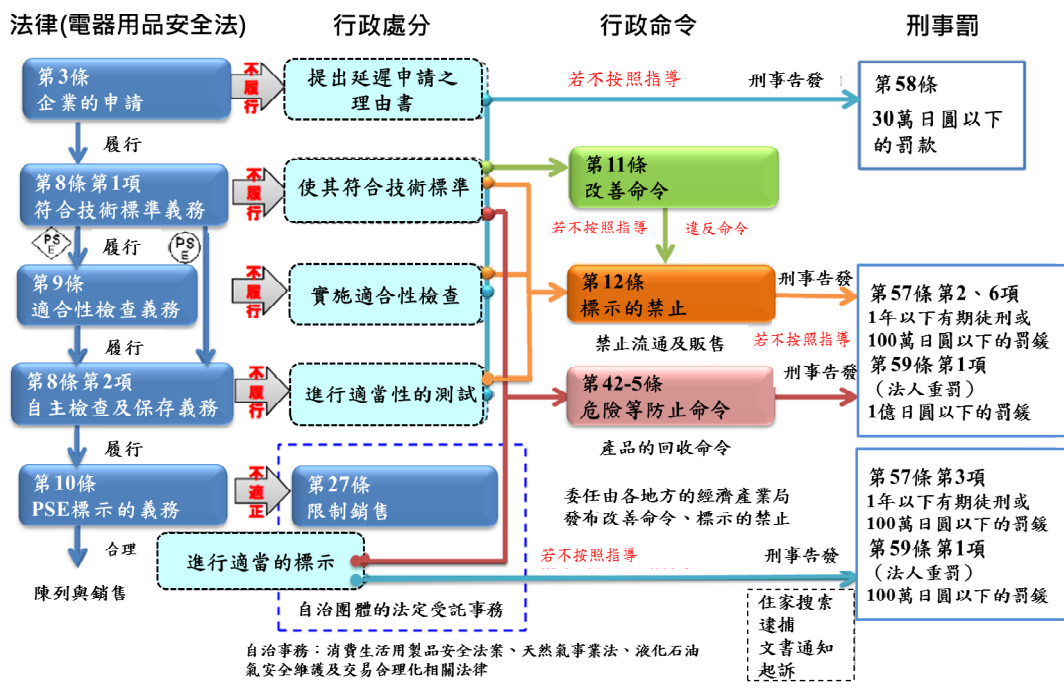 法律(電器用品安全法)
行政處分
行政命令
刑事罰
第3條
企業的申請
不履行
提出延遲申請之
理由書
若不按照指導
刑事告發
第58條
30萬日圓以下
的罰款
履行
第8條 第1項
符合技術標準義務
不履行
使其符合技術標準
第11條
改善命令
PS
E
履行
PS
E
若不按照指導
違反命令
第9條
適合性檢查義務
不履行
實施適合性檢查
第12條
標示的禁止
刑事告發
禁止流通及販售
若不按照指導
第57條 第2、6項
1年以下有期徒刑或
100萬日圓以下的罰鍰
第59條 第1項
（法人重罰）
1億日圓以下的罰鍰
履行
第8條 第2項
自主檢查及保存義務
不履行
進行適當性的測試
第42-5條
危險等防止命令
刑事告發
產品的回收命令
履行
第10條
PSE標示的義務
不適正
第27條
限制銷售
委任由各地方的經濟產業局
發布改善命令、標示的禁止
第57條 第3項
1年以下有期徒刑或
100萬日圓以下的罰鍰
第59條 第1項
（法人重罰）
100萬日圓以下的罰鍰
合理
進行適當的標示
若不按照指導
刑事告發
陳列與銷售
自治團體的法定受託事務
住家搜索
逮捕
文書通知
起訴
自治事務：消費生活用製品安全法案、天然氣事業法、液化石油
氣安全維護及交易合理化相關法律